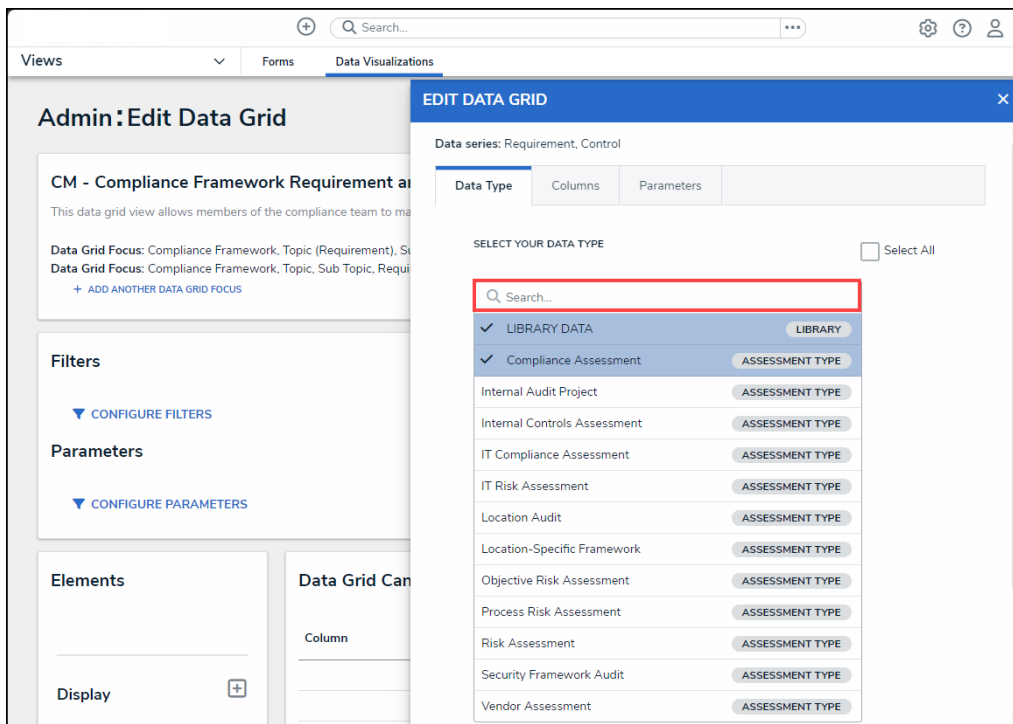 Search...
Views
Forms
Data Visualizations
Admin:Edit Data Grid
CM - Compliance Framework Requirement
This data grid view allows members of the compliance team to
Data Grid Focus: Compliance Framework, Topic (Requirement),
Data Grid Focus: Compliance Framework, Topic, Sub Topic,
+ ADD ANOTHER DATA GRID FOCUS
Filters
CONFIGURE FILTERS
Parameters
CONFIGURE PARAMETERS
Elements
Display
Data Grid
Column
EDIT DATA GRID
Data series: Requirement, Control
Data Type
Columns
Parameters
SELECT YOUR DATA TYPE
Select All
Search...
LIBRARY DATA LIBRARY
Compliance Assessment ASSESSMENT TYPE
Internal Audit Project ASSESSMENT TYPE
Internal Controls Assessment ASSESSMENT TYPE
IT Compliance Assessment ASSESSMENT TYPE
IT Risk Assessment ASSESSMENT TYPE
Location Audit ASSESSMENT TYPE
Location-Specific Framework ASSESSMENT TYPE
Objective Risk Assessment ASSESSMENT TYPE
Process Risk Assessment ASSESSMENT TYPE
Risk Assessment ASSESSMENT TYPE
Security Framework Audit ASSESSMENT TYPE
Vendor Assessment ASSESSMENT TYPE